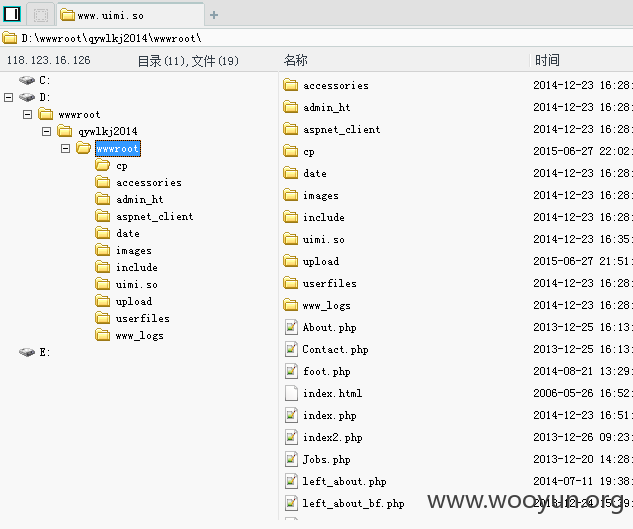 www.uimi.so
D:\wwwroot\qywlkj2014\wwwroot\
118.123.16.126 目录(11),文件(19) 名称 时间
C:
D:
wwwroot
qywlkj2014
wwwroot
cp
accessories
admin_ht
aspnet_client
date
images
include
uimi.so
upload
userfiles
www_logs
E:
accessories 2014-12-23 16:28:
admin_ht 2014-12-23 16:28:
aspnet_client 2014-12-23 16:28:
cp 2015-06-27 22:02:
date 2014-12-23 16:28:
images 2014-12-23 16:28:
include 2014-12-23 16:28:
uimi.so 2014-12-23 16:35:
upload 2015-06-27 21:51:
userfiles 2014-12-23 16:28:
www_logs 2014-12-23 16:28:
About.php 2013-12-25 16:13:
Contact.php 2013-12-25 16:13:
foot.php 2014-08-21 13:29:
index.html 2006-05-26 16:52:
index.php 2014-12-23 16:51:
index2.php 2013-12-26 09:23:
Jobs.php 2013-12-20 14:28:
left_about.php 2014-07-11 19:38:
left_about_bf.php
www.wooyun.org